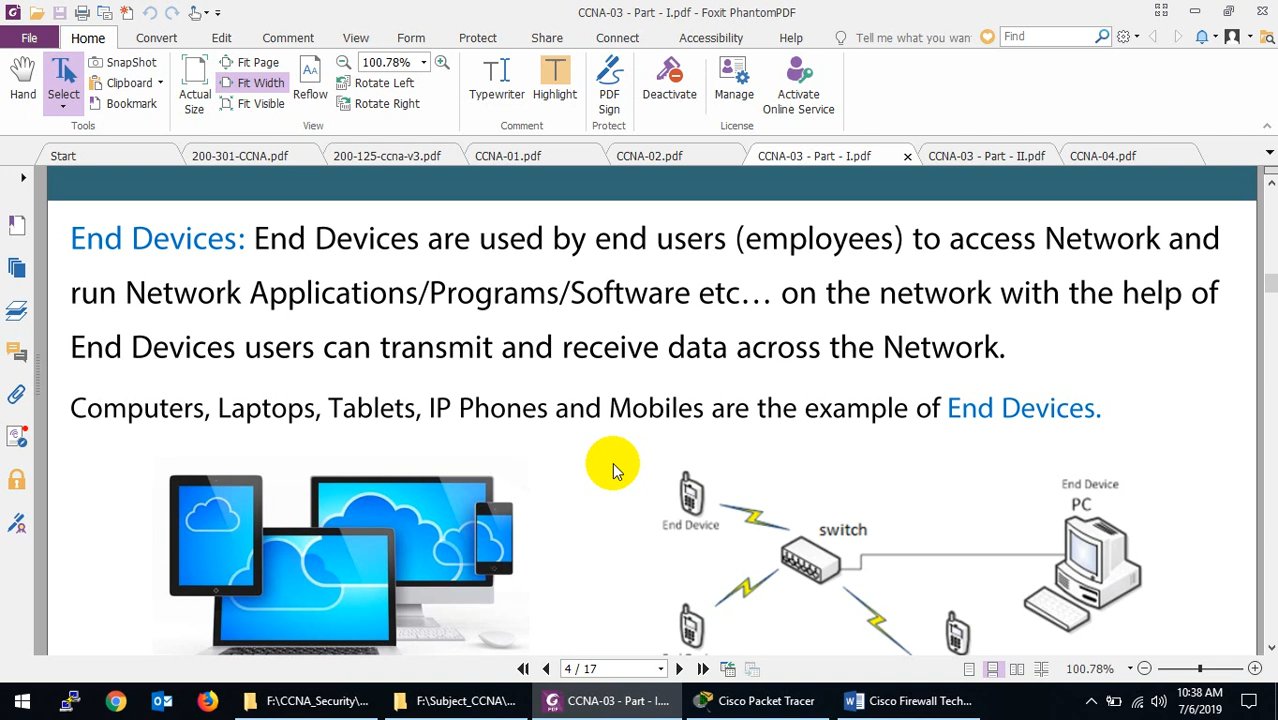 CCNA-03 - Part - I.pdf - Foxit PhantomPDF
File Home Convert Edit Comment View Form Protect Share Connect Accessibility Help Tell me what you want Find
Hand
Select
SnapShot
Clipboard
Bookmark
Tools
Actual Size
Fit Page
Fit Width
Fit Visible
Reflow
100.78%
Rotate Left
Rotate Right
View
Typewriter
Highlight
Comment
PDF Sign
Protect
Deactivate
Manage
Activate Online Service
License
Start 200-301-CCNA.pdf 200-125-ccna-v3.pdf CCNA-01.pdf CCNA-02.pdf CCNA-03 - Part - I.pdf CCNA-03 - Part - II.pdf CCNA-04.pdf
End Devices: End Devices are used by end users (employees) to access Network and
run Network Applications/Programs/Software etc… on the network with the help of
End Devices users can transmit and receive data across the Network.
Computers, Laptops, Tablets, IP Phones and Mobiles are the example of End Devices.
End Device
switch
End Device
PC
4 / 17
100.78%
F:\CCNA_Security\... F:\Subject_CCNA\... CCNA-03 - Part - I.... Cisco Packet Tracer Cisco Firewall Tech...
10:38 AM
7/6/2019